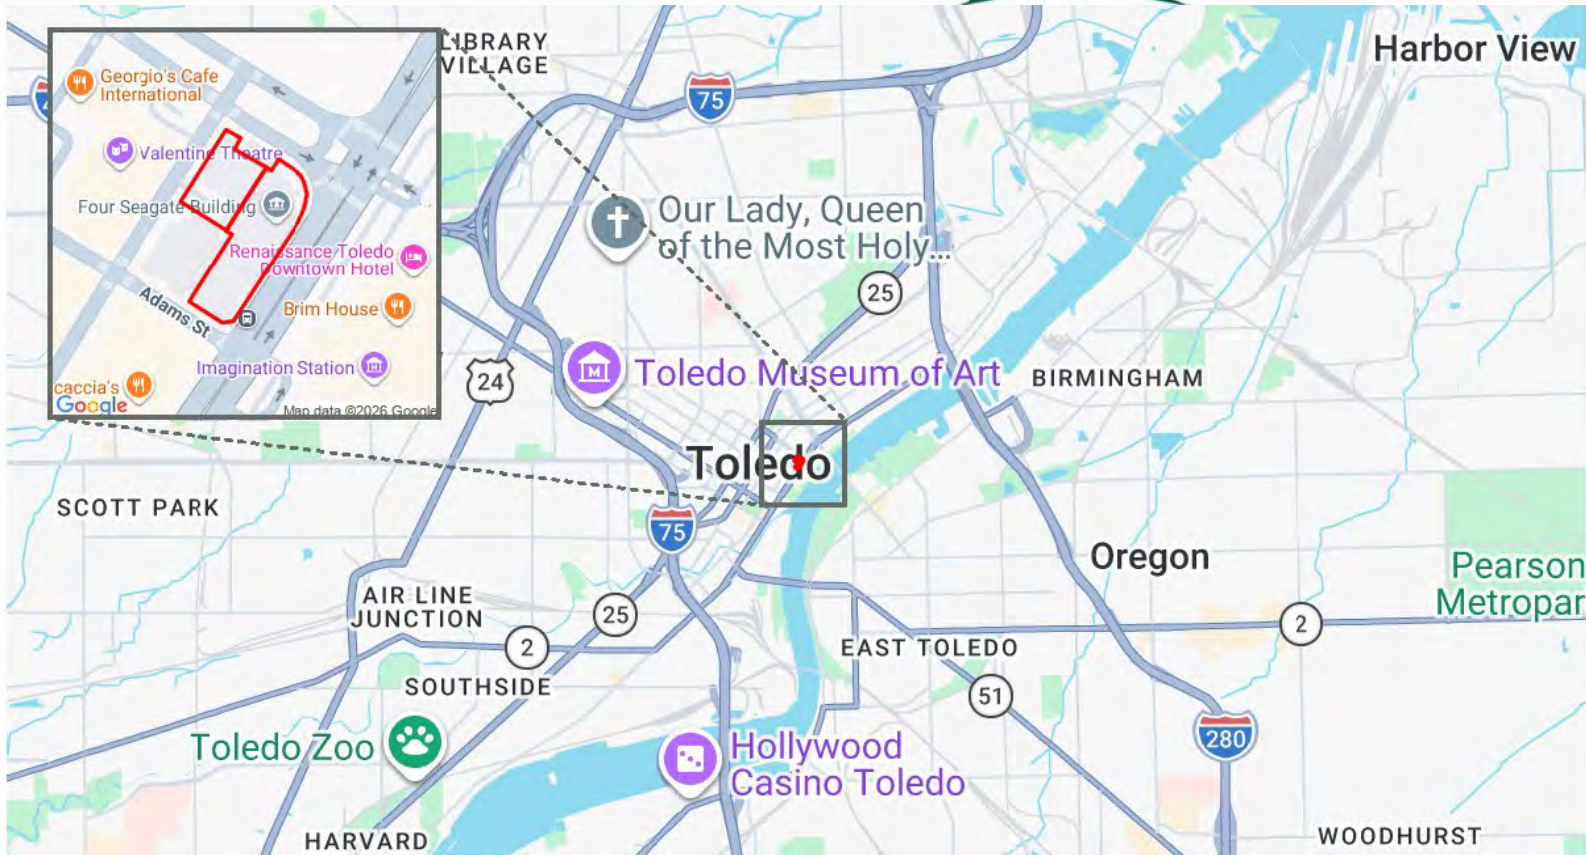 LIBRARY
VILLAGE
Harbor View
75
Georgio's Cafe
International
Valentine Theatre
Four Seagate Building
Renaissance Toledo
Downtown Hotel
Adams St
Brim House
Imagination Station
caccia's
Google
Map data ©2026 Google
Our Lady, Queen
of the Most Holy...
25
24
Toledo Museum of Art
BIRMINGHAM
Toledo
SCOTT PARK
75
Oregon
Pearson
Metropar
AIR LINE
JUNCTION
25
2
2
EAST TOLEDO
SOUTHSIDE
51
Toledo Zoo
Hollywood
Casino Toledo
280
HARVARD
WOODHURST